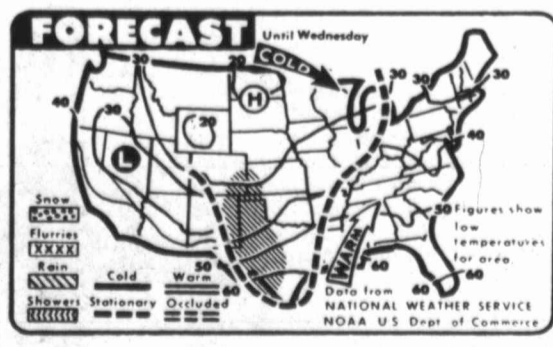 FORECAST
Until Wednesday
COLD
30
20
30
30
30
40
30
20
H
L
40
50
60
50
60
60
60
WARM
Figures show
low
temperatures
for area.
Snow
Flurries
Rain
Showers
Cold
Warm
Stationary
Occluded
Data from
NATIONAL WEATHER SERVICE
NOAA US Dept of Commerce